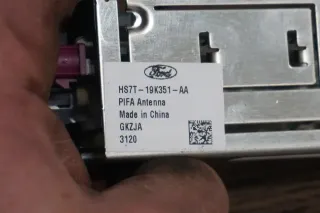 Ford
HS7T-19K351-AA
PIFA Antenna
Made in China
GKZJA
3120